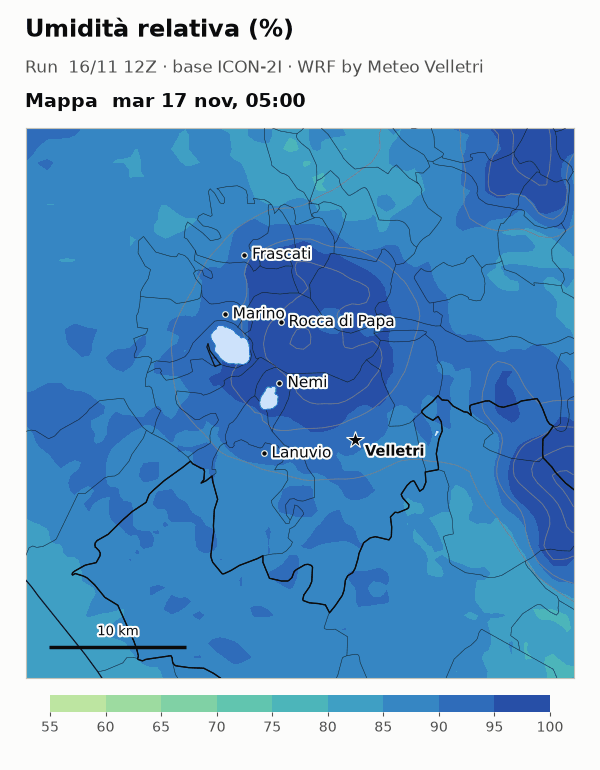 Umidità relativa (%)
Run  16/11 12Z · base ICON-2I · WRF by Meteo Velletri
Mappa  mar 17 nov, 05:00
Frascati
Marino
Rocca di Papa
Nemi
Velletri
Lanuvio
10 km
55 60 65 70 75 80 85 90 95 100